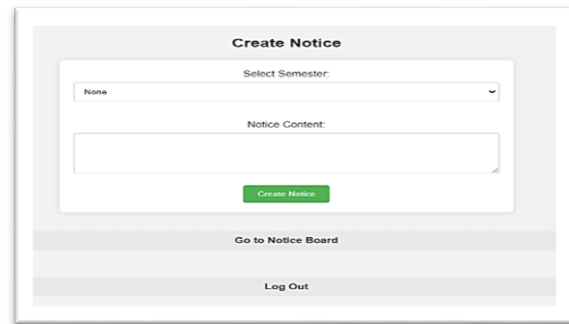 Create Notice
Select Semester:
None
Notice Content:
Create Notice
Go to Notice Board
Log Out